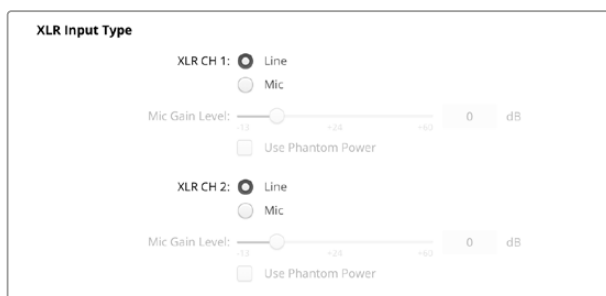 XLR Input Type
XLR CH 1: Line
Mic
Mic Gain Level: 0 dB
-13 +24 +60
Use Phantom Power
XLR CH 2: Line
Mic
Mic Gain Level: 0 dB
-13 +24 +60
Use Phantom Power